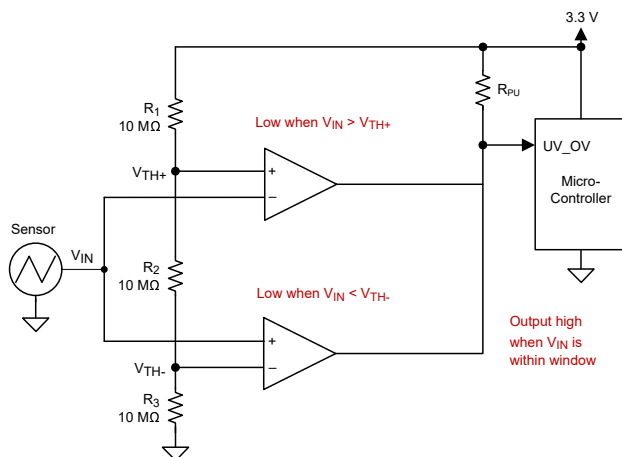 3.3 V
RPU
R1
10 MΩ
Low when VIN > VTH+
UV_OV
Micro-
Controller
VTH+
+
−
Sensor
VIN
R2
10 MΩ
Low when VIN < VTH-
Output high
when VIN is
within window
+
−
VTH-
R3
10 MΩ